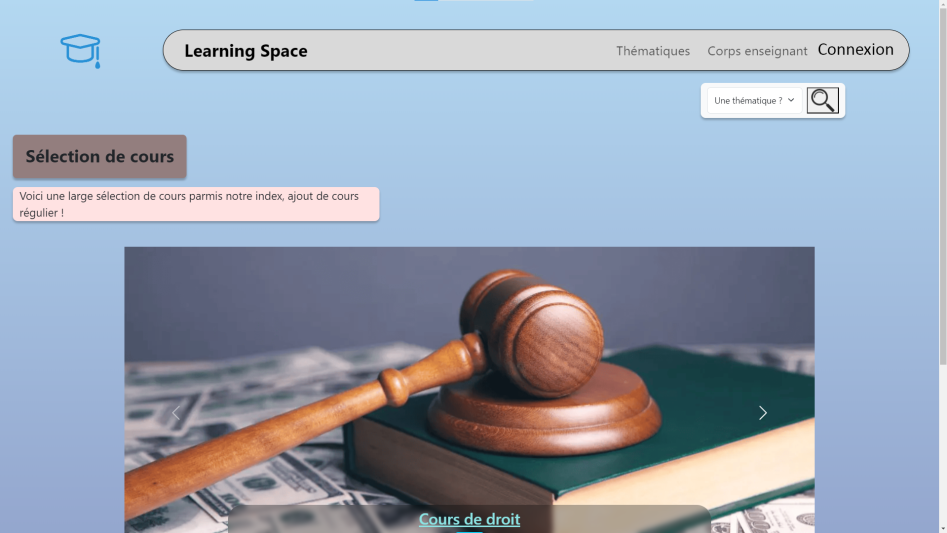 Learning Space
Thématiques
Corps enseignant
Connexion
Une thématique ?
Sélection de cours
Voici une large sélection de cours parmis notre index, ajout de cours
régulier !
Cours de droit